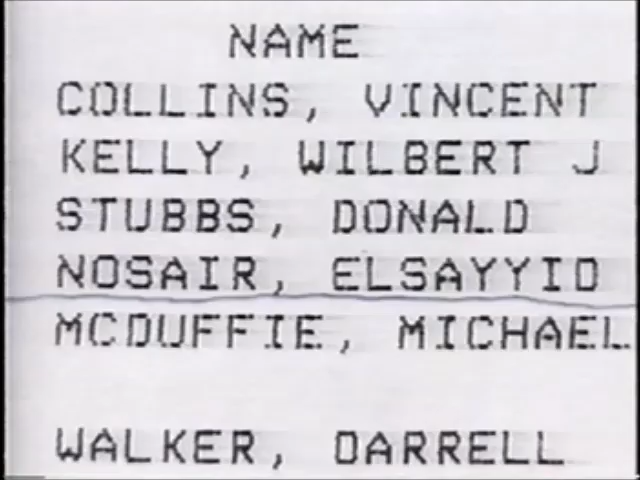 NAME
COLLINS, VINCENT
KELLY, WILBERT J
STUBBS, DONALD
NOSAIR, ELSAYYID
MCDUFFIE, MICHAEL
WALKER, DARRELL